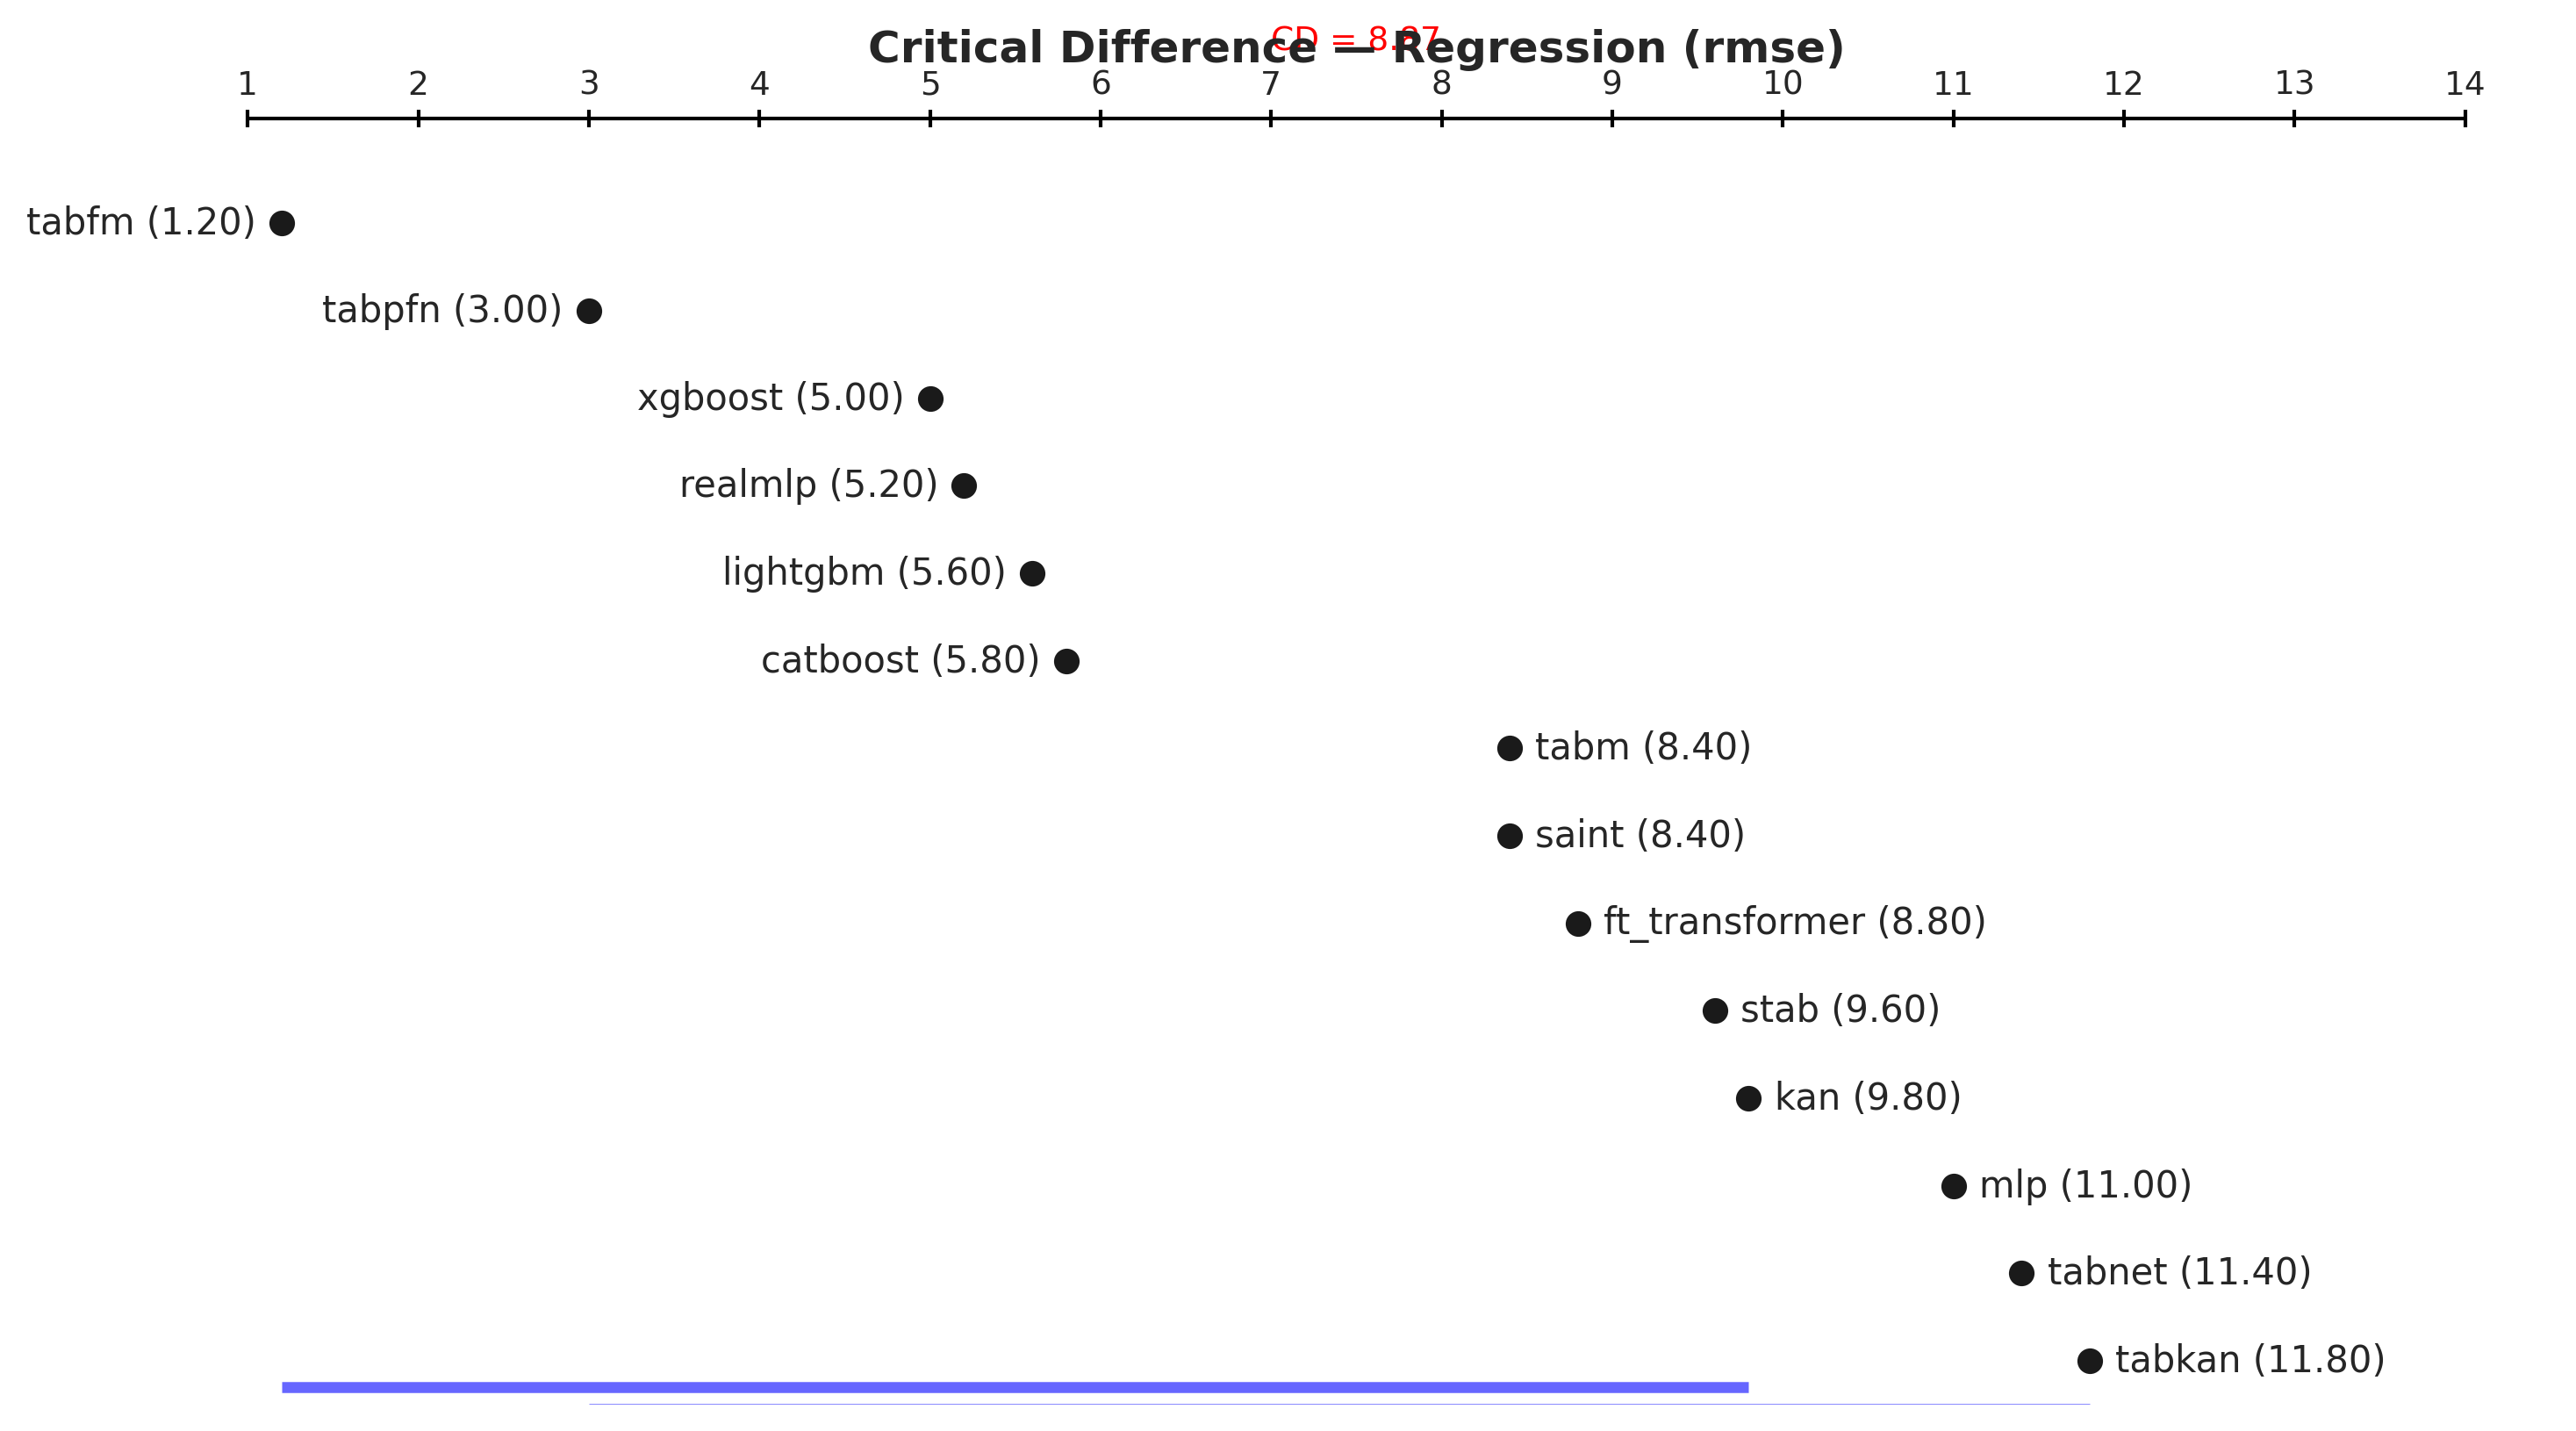 CD = 8.87
Critical Difference — Regression (rmse)
1 2 3 4 5 6 7 8 9 10 11 12 13 14
tabfm (1.20)
tabpfn (3.00)
xgboost (5.00)
realmlp (5.20)
lightgbm (5.60)
catboost (5.80)
tabm (8.40)
saint (8.40)
ft_transformer (8.80)
stab (9.60)
kan (9.80)
mlp (11.00)
tabnet (11.40)
tabkan (11.80)